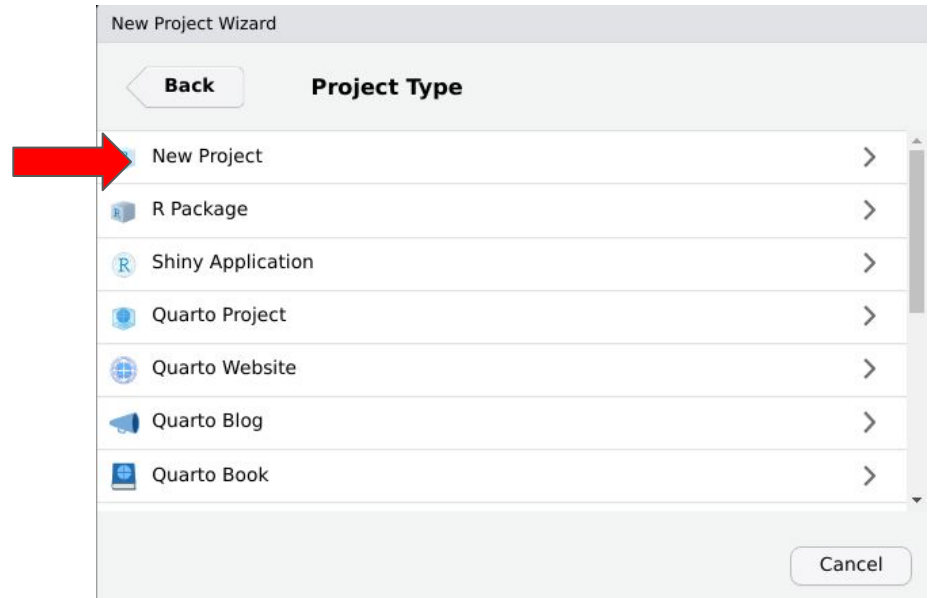 New Project Wizard
Back
Project Type
New Project
R Package
R
Shiny Application
R
Quarto Project
Quarto Website
Quarto Blog
Quarto Book
Cancel